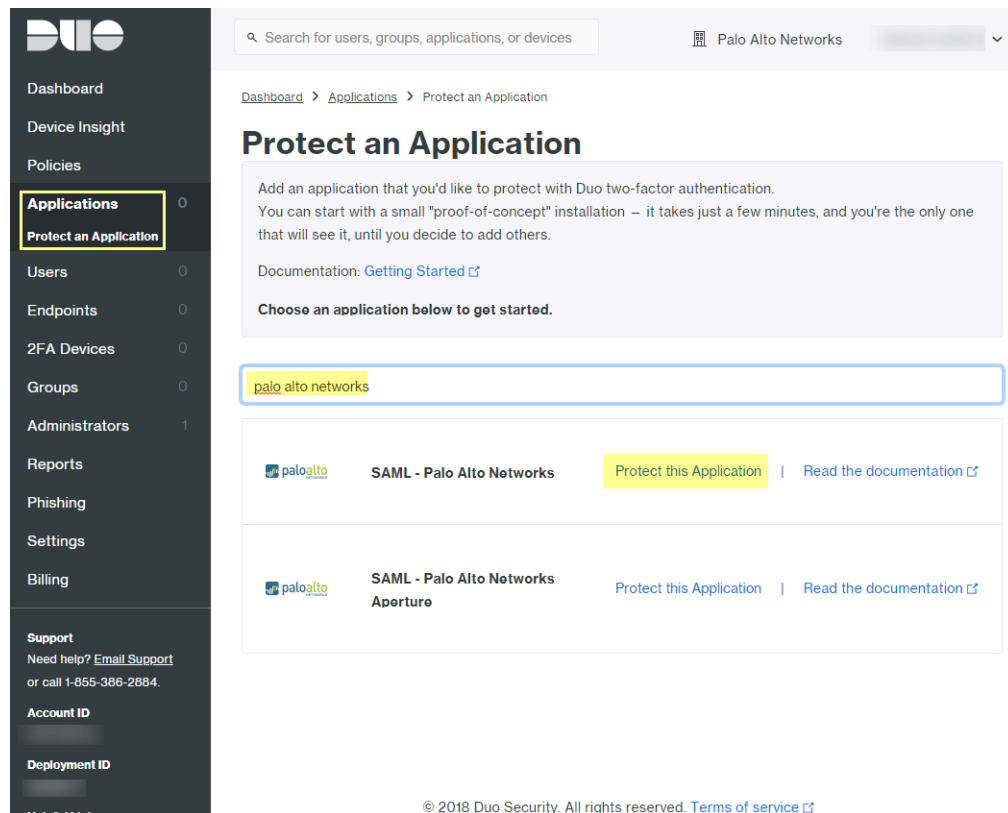 DUO
Search for users, groups, applications, or devices
Palo Alto Networks
Dashboard
Device Insight
Policies
Applications 0
Protect an Application
Users 0
Endpoints 0
2FA Devices 0
Groups 0
Administrators 1
Reports
Phishing
Settings
Billing
Support
Need help? Email Support
or call 1-855-386-2884.
Account ID
Deployment ID
Dashboard > Applications > Protect an Application
Protect an Application
Add an application that you'd like to protect with Duo two-factor authentication.
You can start with a small "proof-of-concept" installation – it takes just a few minutes, and you're the only one
that will see it, until you decide to add others.
Documentation: Getting Started
Choose an application below to get started.
palo alto networks
paloalto NETWORKS
SAML - Palo Alto Networks
Protect this Application | Read the documentation
paloalto NETWORKS
SAML - Palo Alto Networks
Aperture
Protect this Application | Read the documentation
© 2018 Duo Security. All rights reserved. Terms of service